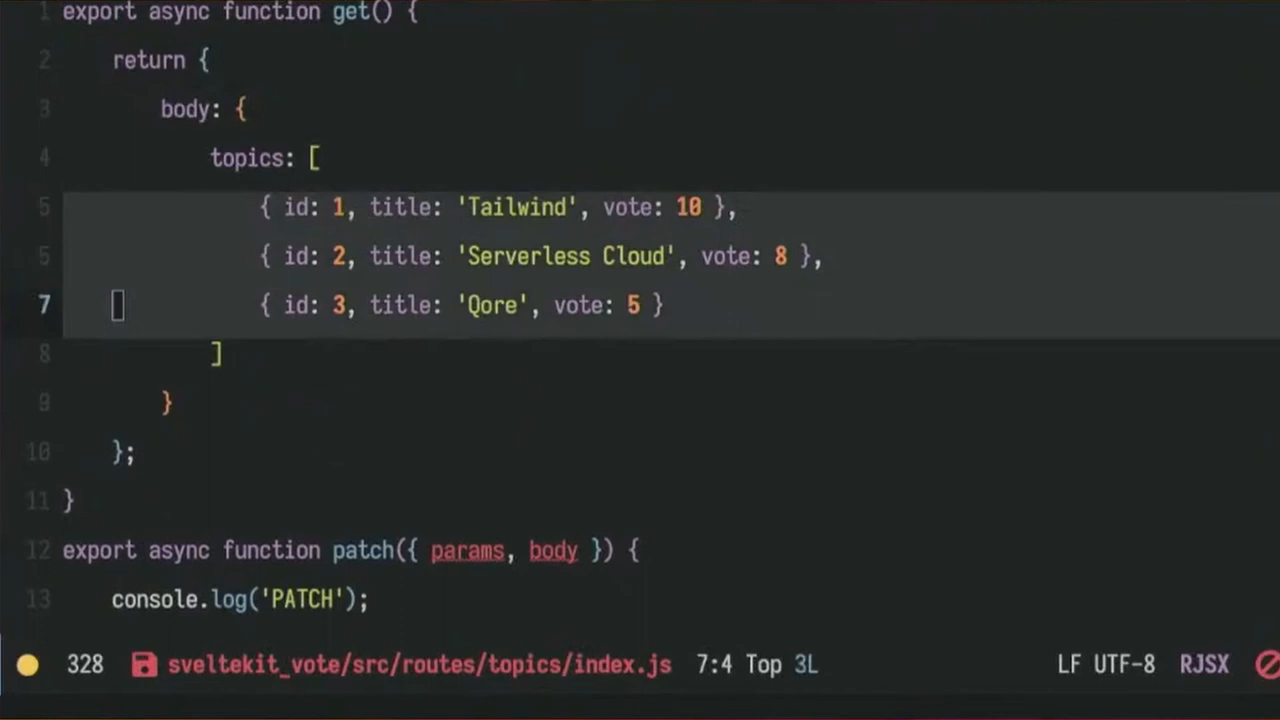 1 export async function get() {
2 return {
3 body: {
4 topics: [
5 { id: 1, title: 'Tailwind', vote: 10 },
5 { id: 2, title: 'Serverless Cloud', vote: 8 },
7 { id: 3, title: 'Qore', vote: 5 }
8 ]
9 }
10 };
11 }
12 export async function patch({ params, body }) {
13 console.log('PATCH');
328 sveltekit_vote/src/routes/topics/index.js 7:4 Top 3L LF UTF-8 RJSX